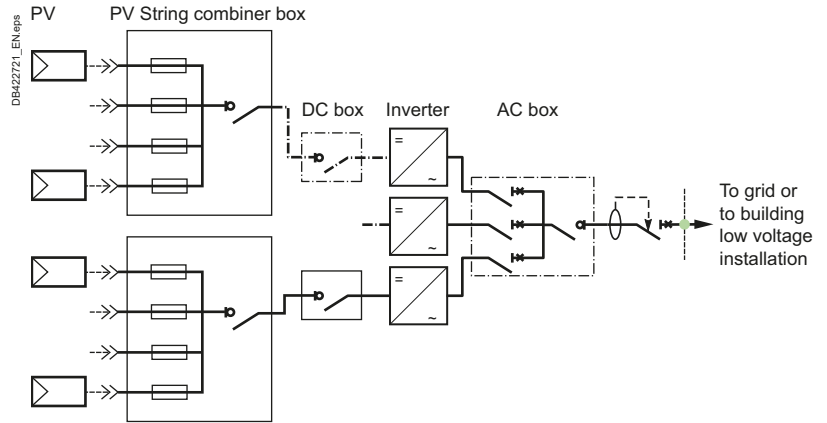 DB422721_EN.eps
PV
PV String combiner box
DC box
Inverter
AC box
=
~
=
~
=
~
To grid or
to building
low voltage
installation